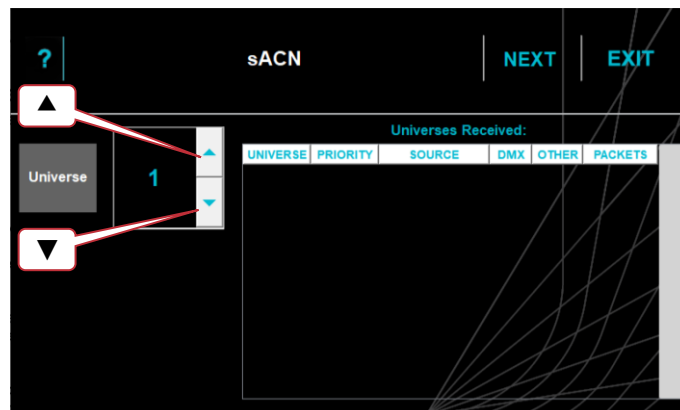 ? sACN NEXT EXIT
▲
Universes Received:
UNIVERSE PRIORITY SOURCE DMX OTHER PACKETS
Universe 1
▼